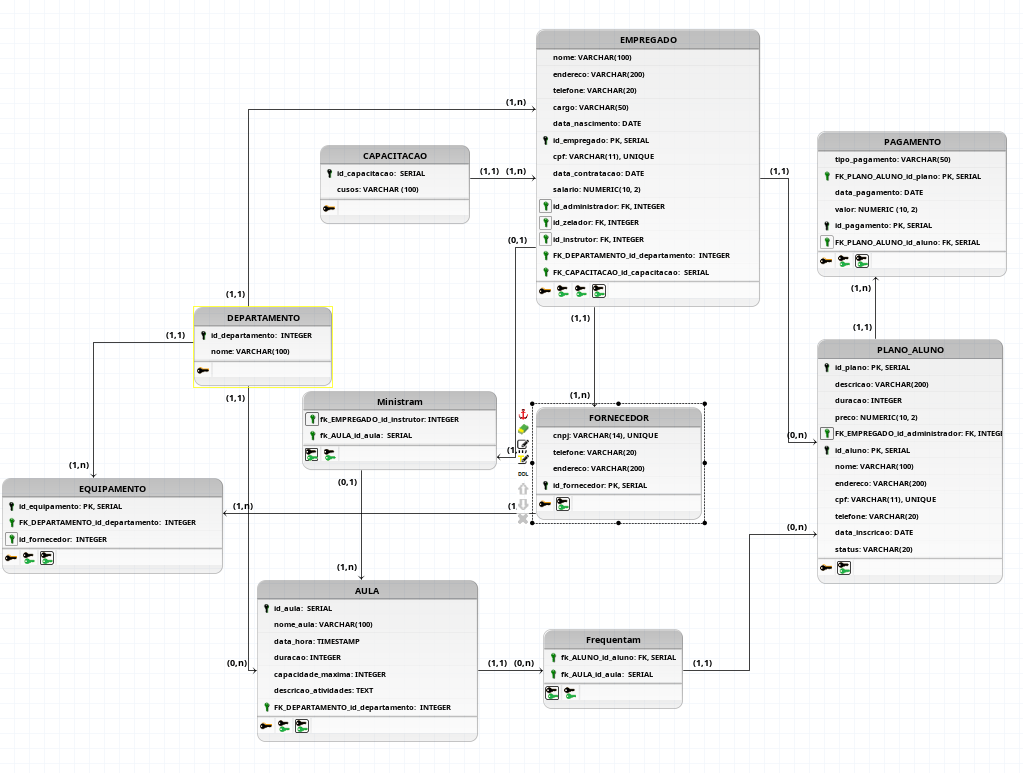 EMPREGADO
nome: VARCHAR(100)
endereco: VARCHAR(200)
telefone: VARCHAR(20)
cargo: VARCHAR(50)
data_nascimento: DATE
id_empregado: PK, SERIAL
cpf: VARCHAR(11), UNIQUE
data_contratacao: DATE
salario: NUMERIC(10, 2)
id_administrador: FK, INTEGER
id_zelador: FK, INTEGER
id_instrutor: FK, INTEGER
FK_DEPARTAMENTO_id_departamento: INTEGER
FK_CAPACITACAO_id_capacitacao: SERIAL
(1,n)
CAPACITACAO
id_capacitacao: SERIAL
cusos: VARCHAR (100)
(1,1) (1,n)
(1,1)
(0,1)
PAGAMENTO
tipo_pagamento: VARCHAR(50)
FK_PLANO_ALUNO_id_plano: PK, SERIAL
data_pagamento: DATE
valor: NUMERIC (10, 2)
id_pagamento: PK, SERIAL
FK_PLANO_ALUNO_id_aluno: FK, SERIAL
(1,n)
(1,1)
(1,1)
DEPARTAMENTO
id_departamento: INTEGER
nome: VARCHAR(100)
(1,1)
(1,1)
(1,1)
(1,n)
PLANO_ALUNO
id_plano: PK, SERIAL
descricao: VARCHAR(200)
duracao: INTEGER
preco: NUMERIC(10, 2)
FK_EMPREGADO_id_administrador: FK, INTEGE
id_aluno: PK, SERIAL
nome: VARCHAR(100)
endereco: VARCHAR(200)
cpf: VARCHAR(11), UNIQUE
telefone: VARCHAR(20)
data_inscricao: DATE
status: VARCHAR(20)
(0,n)
(0,n)
Ministram
fk_EMPREGADO_id_instrutor: INTEGER
fk_AULA_id_aula: SERIAL
(1,
(0,1)
FORNECEDOR
cnpj: VARCHAR(14), UNIQUE
telefone: VARCHAR(20)
endereco: VARCHAR(200)
id_fornecedor: PK, SERIAL
DDL
(1,
(1,n)
EQUIPAMENTO
id_equipamento: PK, SERIAL
FK_DEPARTAMENTO_id_departamento: INTEGER
id_fornecedor: INTEGER
(1,n)
(1,n)
AULA
id_aula: SERIAL
nome_aula: VARCHAR(100)
data_hora: TIMESTAMP
duracao: INTEGER
capacidade_maxima: INTEGER
descricao_atividades: TEXT
FK_DEPARTAMENTO_id_departamento: INTEGER
(0,n)
(1,1) (0,n)
Frequentam
fk_ALUNO_id_aluno: FK, SERIAL
fk_AULA_id_aula: SERIAL
(1,1)